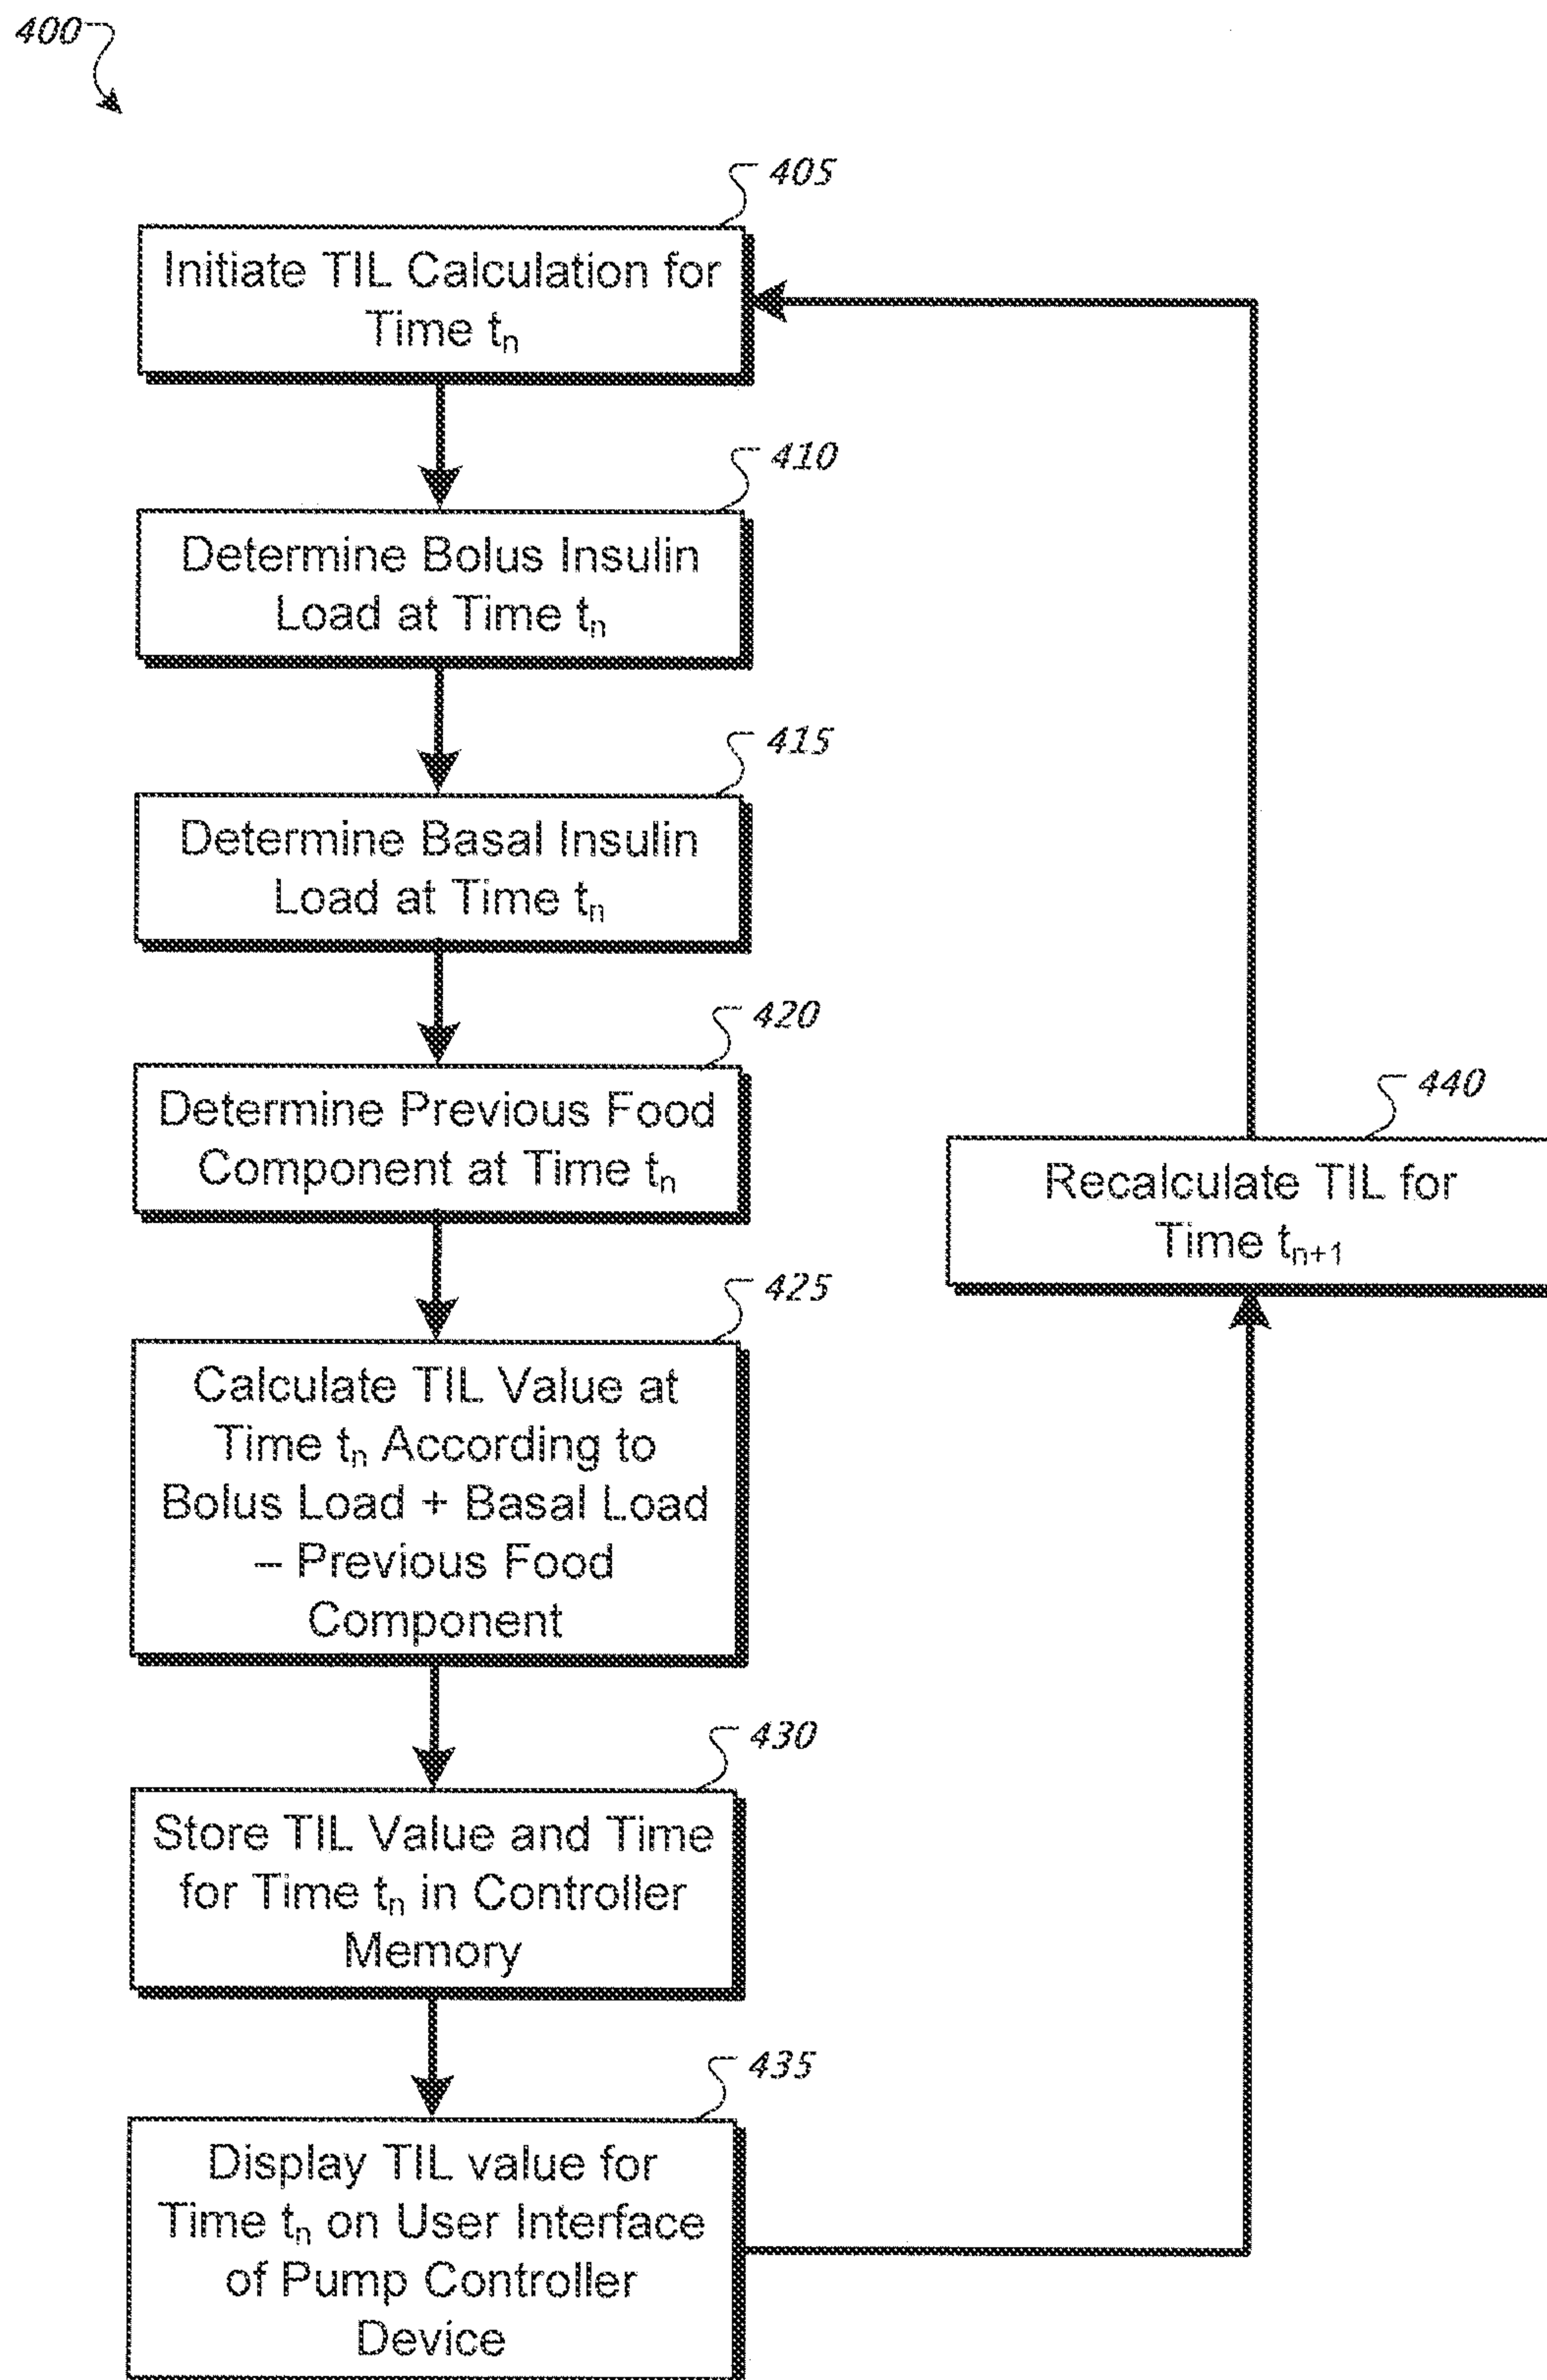 400
405
Initiate TIL Calculation for
Time tn
410
Determine Bolus Insulin
Load at Time tn
415
Determine Basal Insulin
Load at Time tn
420
Determine Previous Food
Component at Time tn
440
Recalculate TIL for
Time tn+1
425
Calculate TIL Value at
Time tn According to
Bolus Load + Basal Load
– Previous Food
Component
430
Store TIL Value and Time
for Time tn in Controller
Memory
435
Display TIL value for
Time tn on User Interface
of Pump Controller
Device